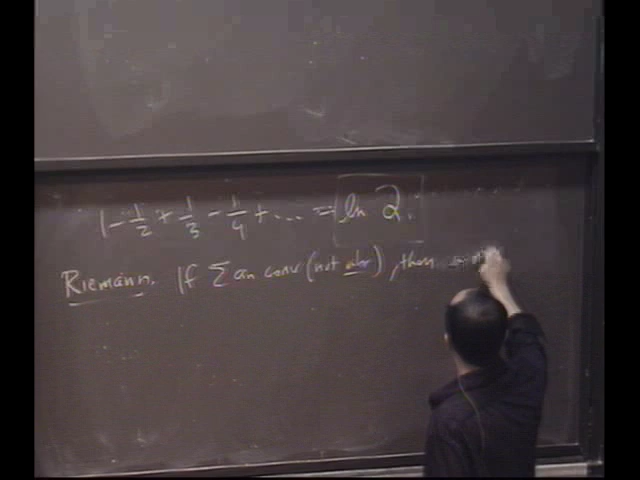 1 - 1/2 + 1/3 - 1/4 + ... = ln 2.
Riemann. If Σ an conv (not abs), then